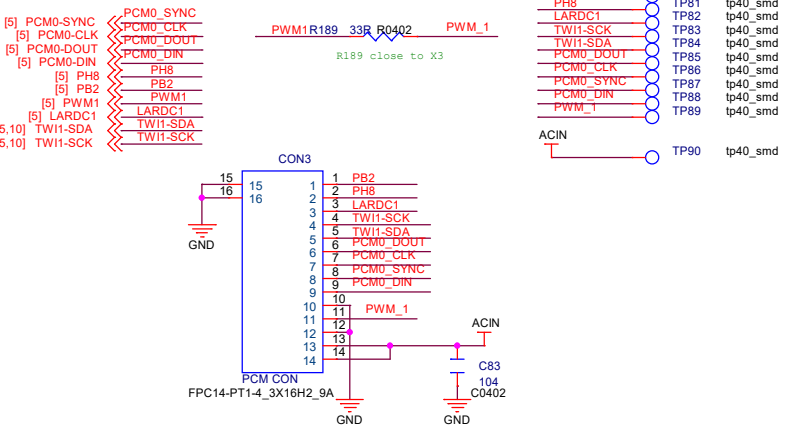 [5] PCM0-SYNC PCM0_SYNC
[5] PCM0-CLK PCM0_CLK
[5] PCM0-DOUT PCM0_DOUT
[5] PCM0-DIN PCM0_DIN
[5] PH8 PH8
[5] PB2 PB2
[5] PWM1 PWM1
[5] LARDC1 LARDC1
5,10] TWI1-SDA TWI1-SDA
5,10] TWI1-SCK TWI1-SCK
PWM1 R189 33R R0402 PWM_1
R189 close to X3
PH8 TP81 tp40_smd
LARDC1 TP82 tp40_smd
TWI1-SCK TP83 tp40_smd
TWI1-SDA TP84 tp40_smd
PCM0_DOUT TP85 tp40_smd
PCM0_CLK TP86 tp40_smd
PCM0_SYNC TP87 tp40_smd
PCM0_DIN TP88 tp40_smd
PWM_1 TP89 tp40_smd
ACIN
TP90 tp40_smd
CON3
15 15
16 16
GND
1 1 PB2
2 2 PH8
3 3 LARDC1
4 4 TWI1-SCK
5 5 TWI1-SDA
6 6 PCM0_DOUT
7 7 PCM0_CLK
8 8 PCM0_SYNC
9 9 PCM0_DIN
10 10
11 11 PWM_1
12 12
13 13
14 14
ACIN
C83
104
C0402
PCM CON
FPC14-PT1-4_3X16H2_9A
GND
GND